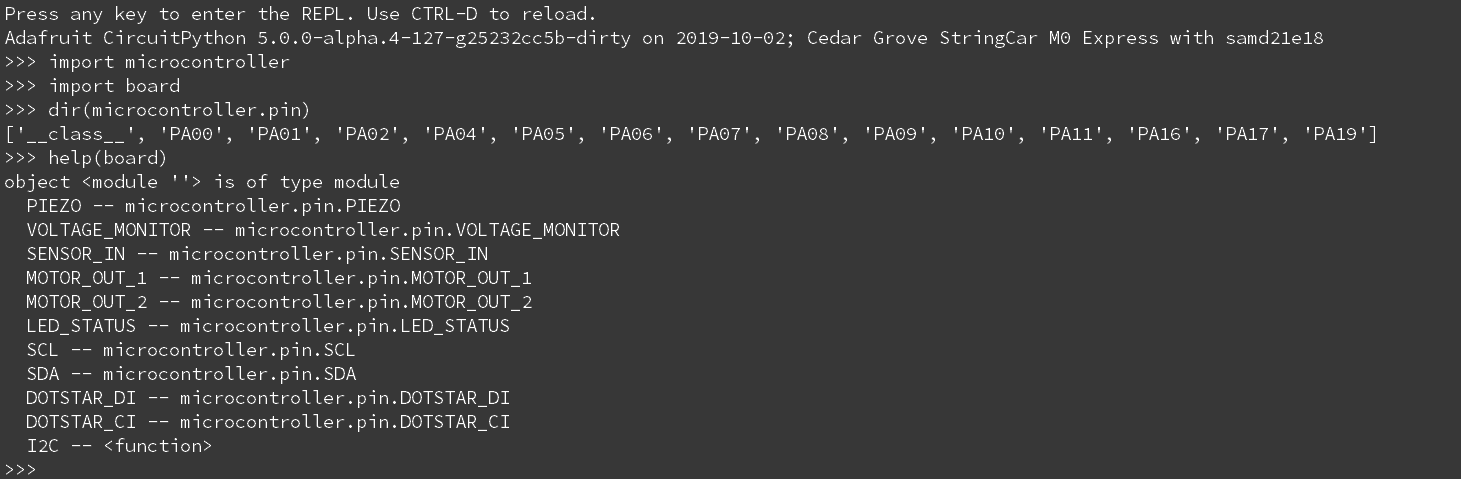 Press any key to enter the REPL. Use CTRL-D to reload.
Adafruit CircuitPython 5.0.0-alpha.4-127-g25232cc5b-dirty on 2019-10-02; Cedar Grove StringCar M0 Express with samd21e18
>>> import microcontroller
>>> import board
>>> dir(microcontroller.pin)
['__class__', 'PA00', 'PA01', 'PA02', 'PA04', 'PA05', 'PA06', 'PA07', 'PA08', 'PA09', 'PA10', 'PA11', 'PA16', 'PA17', 'PA19']
>>> help(board)
object <module ''> is of type module
  PIEZO -- microcontroller.pin.PIEZO
  VOLTAGE_MONITOR -- microcontroller.pin.VOLTAGE_MONITOR
  SENSOR_IN -- microcontroller.pin.SENSOR_IN
  MOTOR_OUT_1 -- microcontroller.pin.MOTOR_OUT_1
  MOTOR_OUT_2 -- microcontroller.pin.MOTOR_OUT_2
  LED_STATUS -- microcontroller.pin.LED_STATUS
  SCL -- microcontroller.pin.SCL
  SDA -- microcontroller.pin.SDA
  DOTSTAR_DI -- microcontroller.pin.DOTSTAR_DI
  DOTSTAR_CI -- microcontroller.pin.DOTSTAR_CI
  I2C -- <function>
>>>